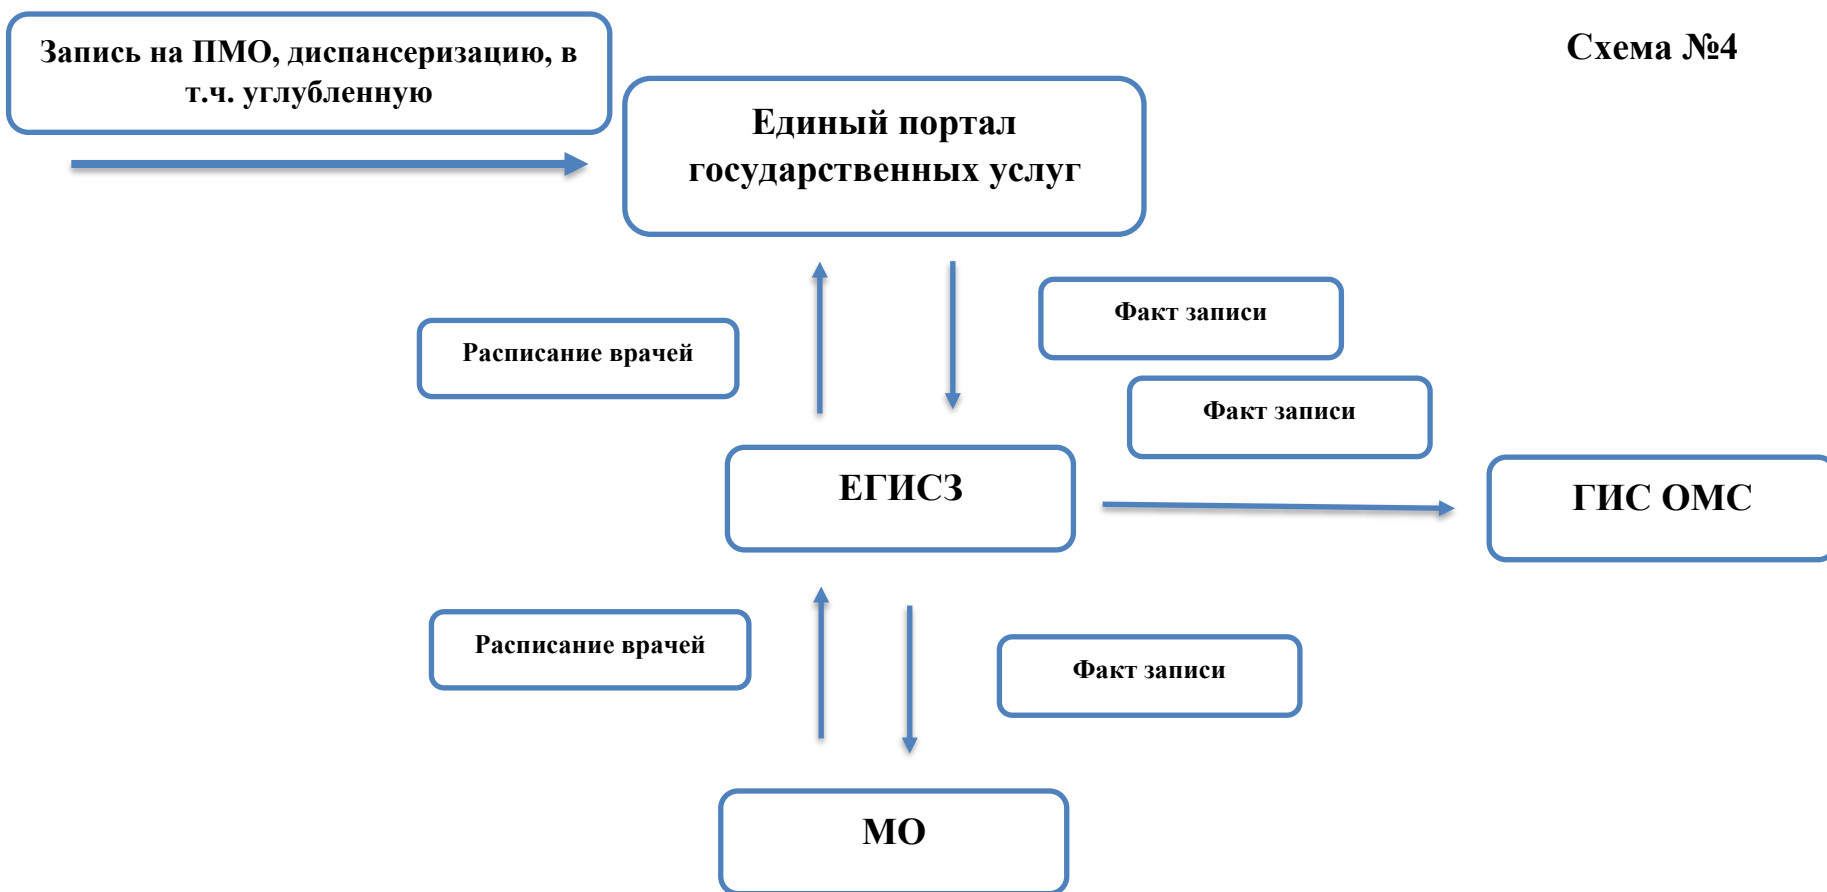 Запись на ПМО, диспансеризацию, в
т.ч. углубленную
Схема №4
Единый портал
государственных услуг
Факт записи
Расписание врачей
Факт записи
ЕГИСЗ
ГИС ОМС
Расписание врачей
Факт записи
МО